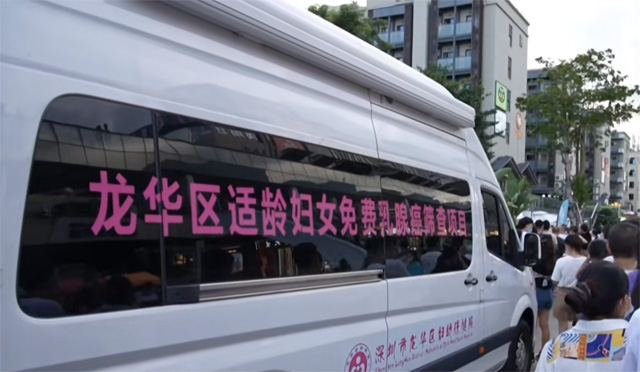 龙华区适龄妇女免费乳腺癌筛查项目
深圳市龙华区妇幼保健院